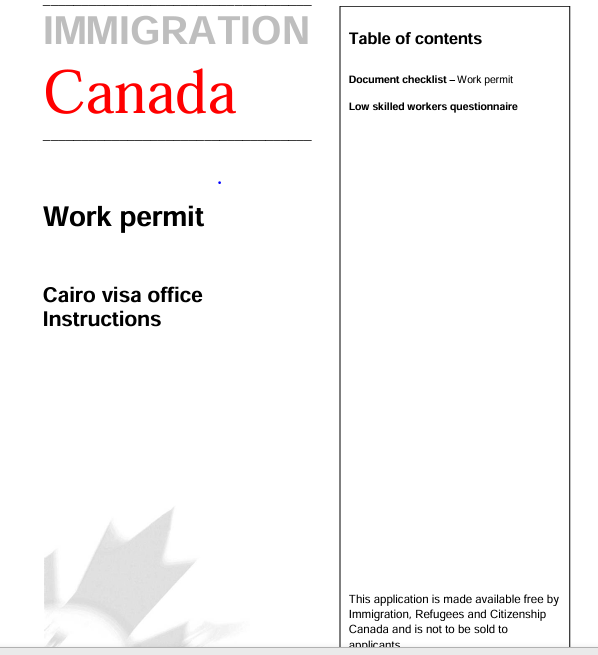 IMMIGRATION
Canada
Work permit
Cairo visa office
Instructions
Table of contents
Document checklist – Work permit
Low skilled workers questionnaire
This application is made available free by
Immigration, Refugees and Citizenship
Canada and is not to be sold to
applicants